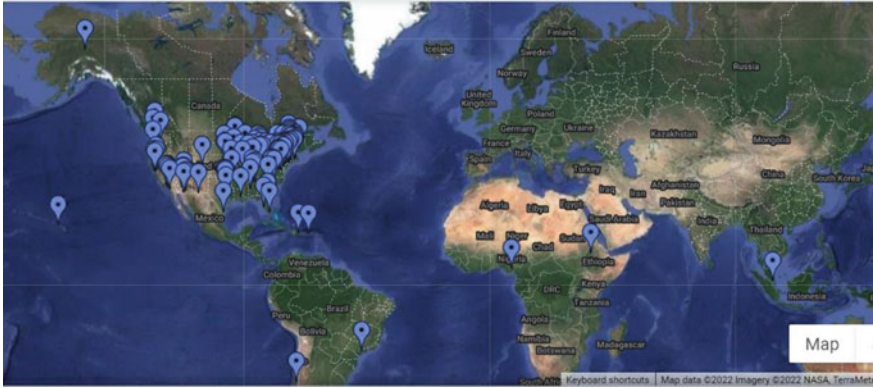 Iceland
Finland
Sweden
Norway
Russia
Canada
United
Kingdom
Poland
Germany
Ukraine
Kazakhstan
Mongolia
France
Italy
Spain
Turkey
China
South Korea
Iraq
Iran
Afghanistan
Pakistan
Algeria
Libya
Egypt
Saudi Arabia
India
Mexico
Mali
Niger
Chad
Sudan
Thailand
Nigeria
Ethiopia
Venezuela
Colombia
DRC
Kenya
Indonesia
Tanzania
Peru
Brazil
Bolivia
Angola
Namibia
Madagascar
Botswana
Map
Keyboard shortcuts
Map data ©2022 Imagery ©2022 NASA, TerraMet